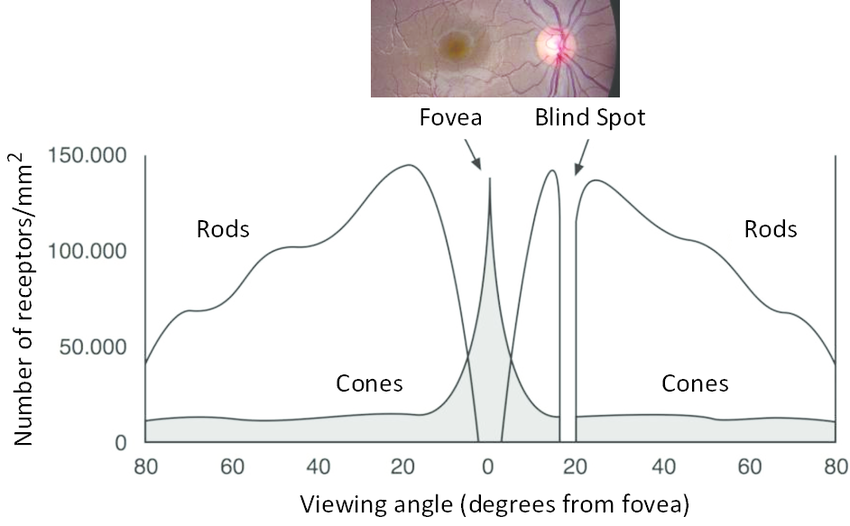 Fovea
Blind Spot
Number of receptors/mm²
150.000
100.000
50.000
0
Rods
Rods
Cones
Cones
80 60 40 20 0 20 40 60 80
Viewing angle (degrees from fovea)